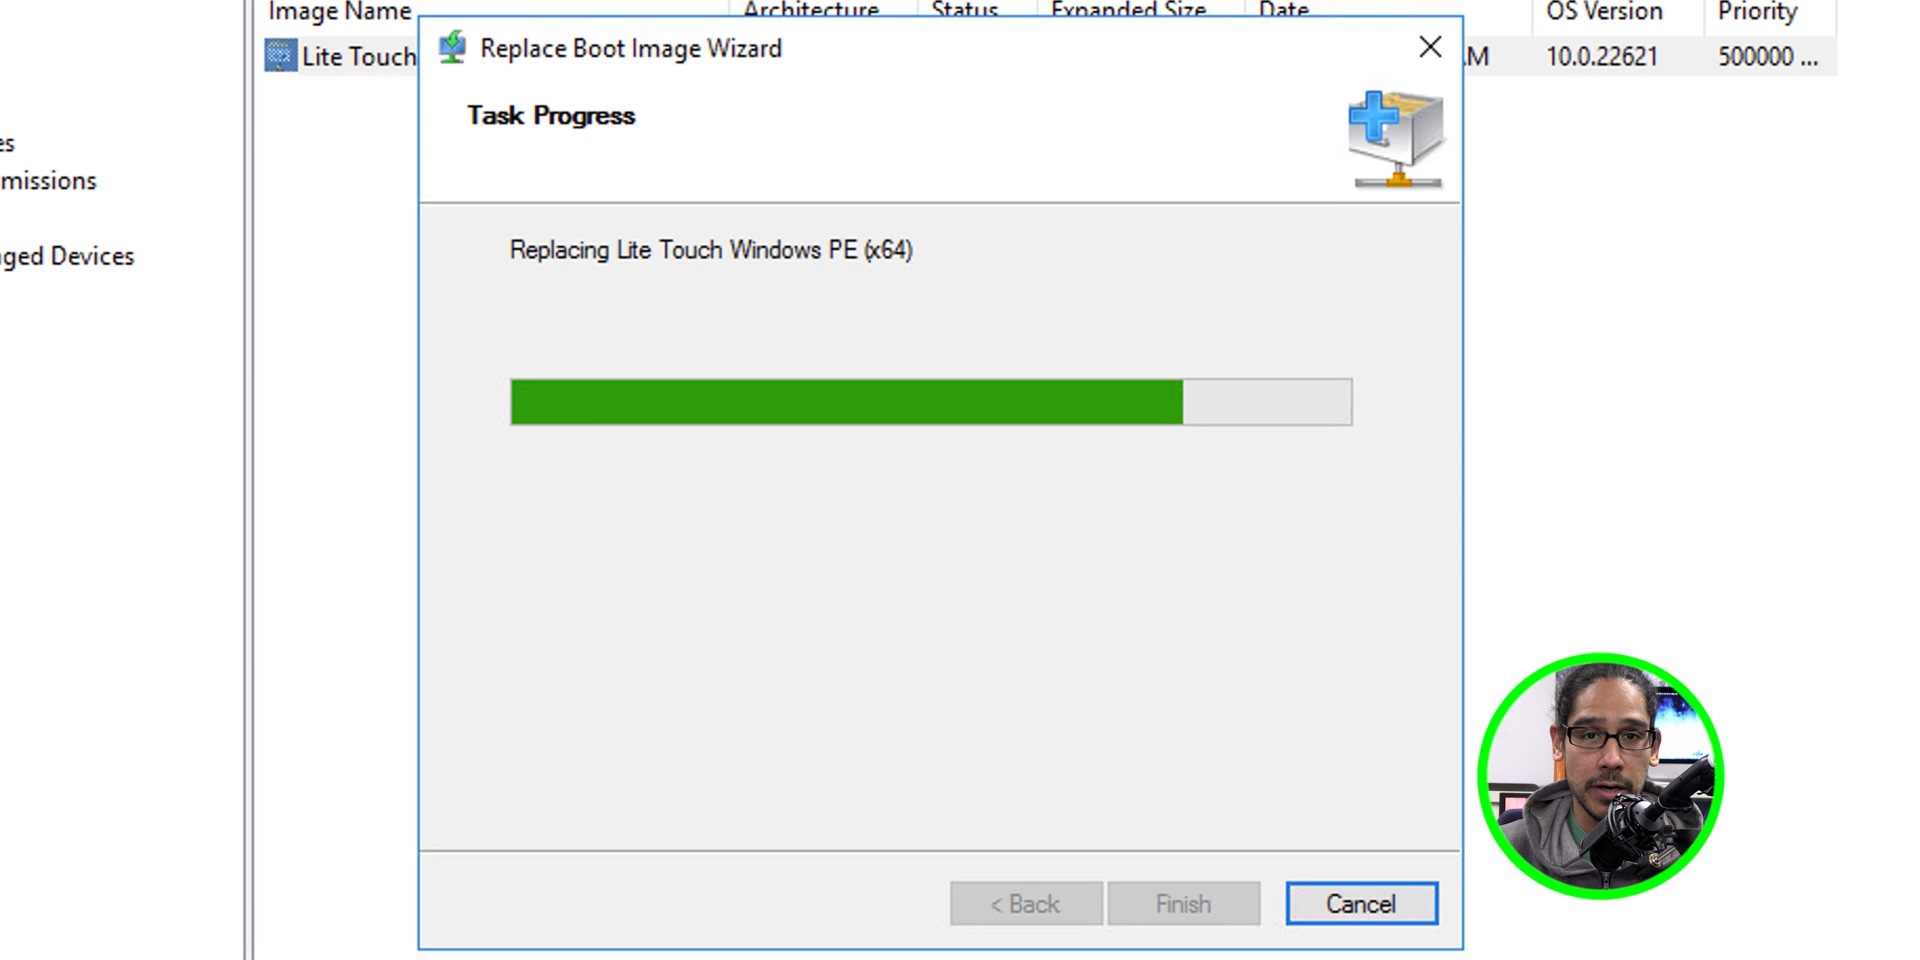 Image Name Architecture Status Expanded Size Date OS Version Priority
Lite Touch .M 10.0.22621 500000 ...
Replace Boot Image Wizard
Task Progress
es
missions
ged Devices
Replacing Lite Touch Windows PE (x64)
< Back Finish Cancel